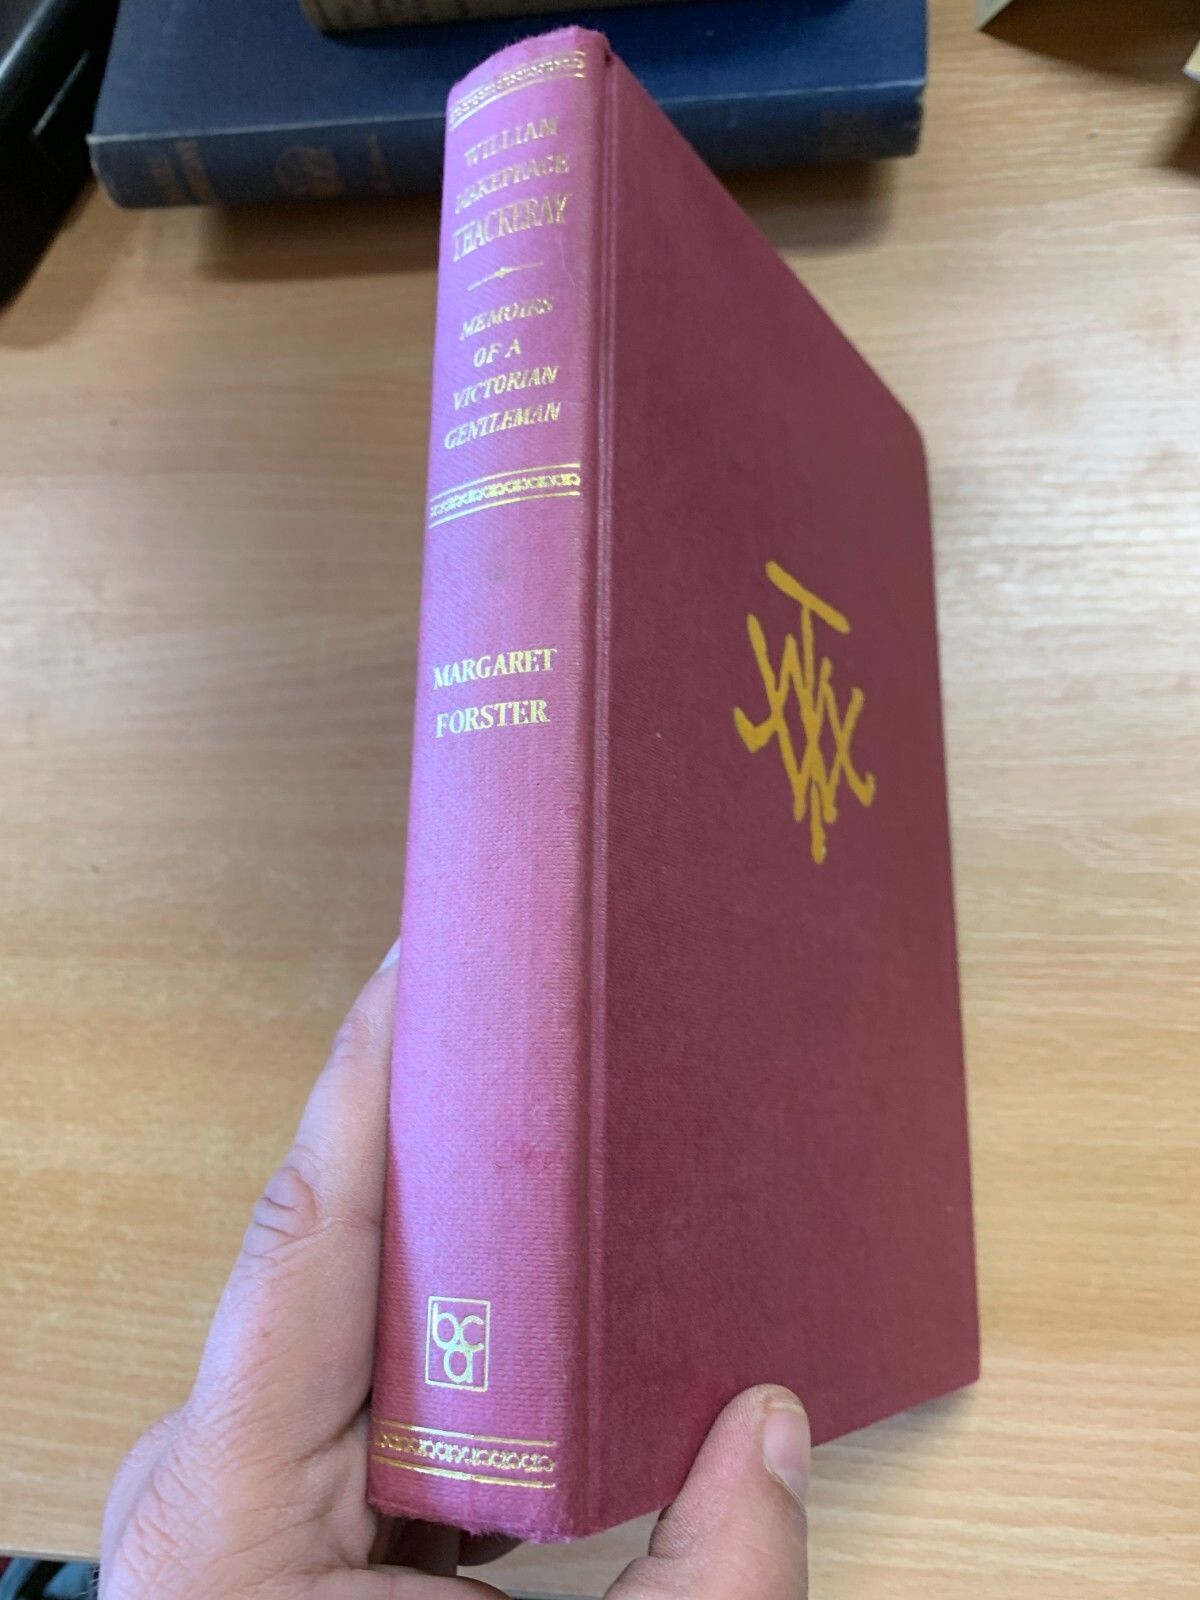 WILLIAM
MAKEPEACE
THACKERAY
MEMOIRS
OF A
VICTORIAN
GENTLEMAN
MARGARET
FORSTER
bca